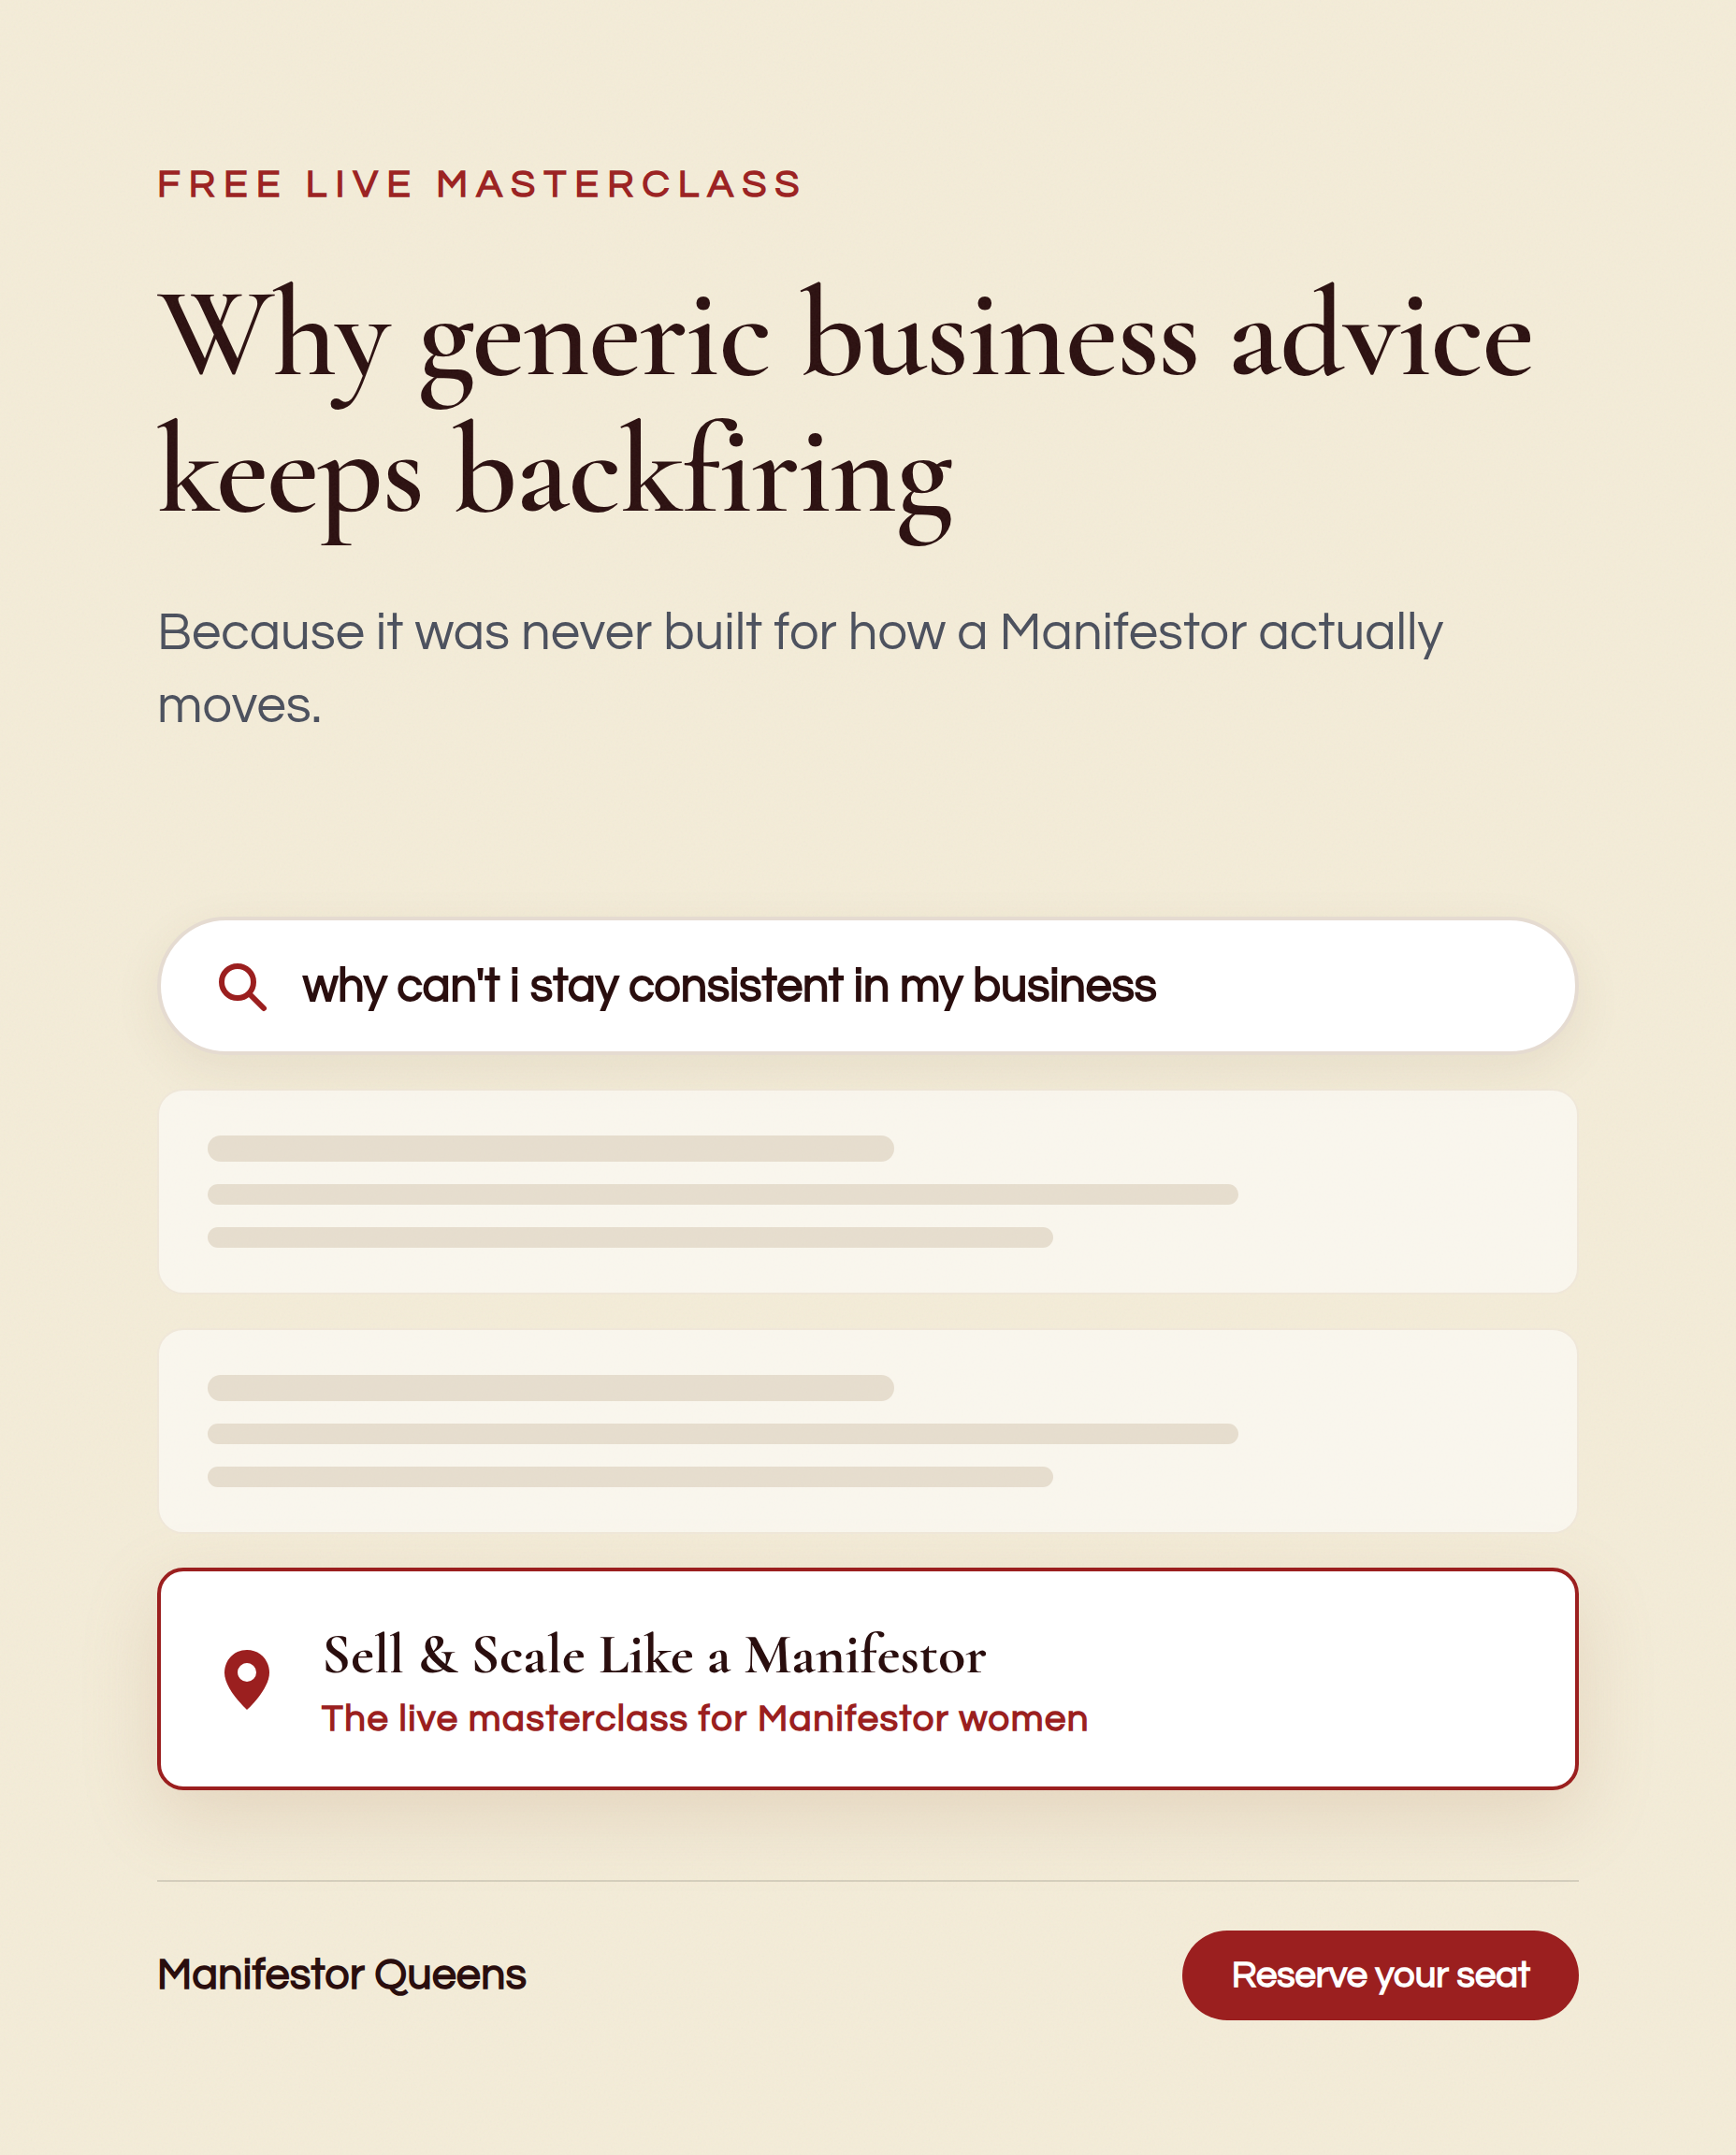 FREE LIVE MASTERCLASS
Why generic business advice
keeps backfiring
Because it was never built for how a Manifestor actually
moves.
why can't i stay consistent in my business
Sell & Scale Like a Manifestor
The live masterclass for Manifestor women
Manifestor Queens
Reserve your seat